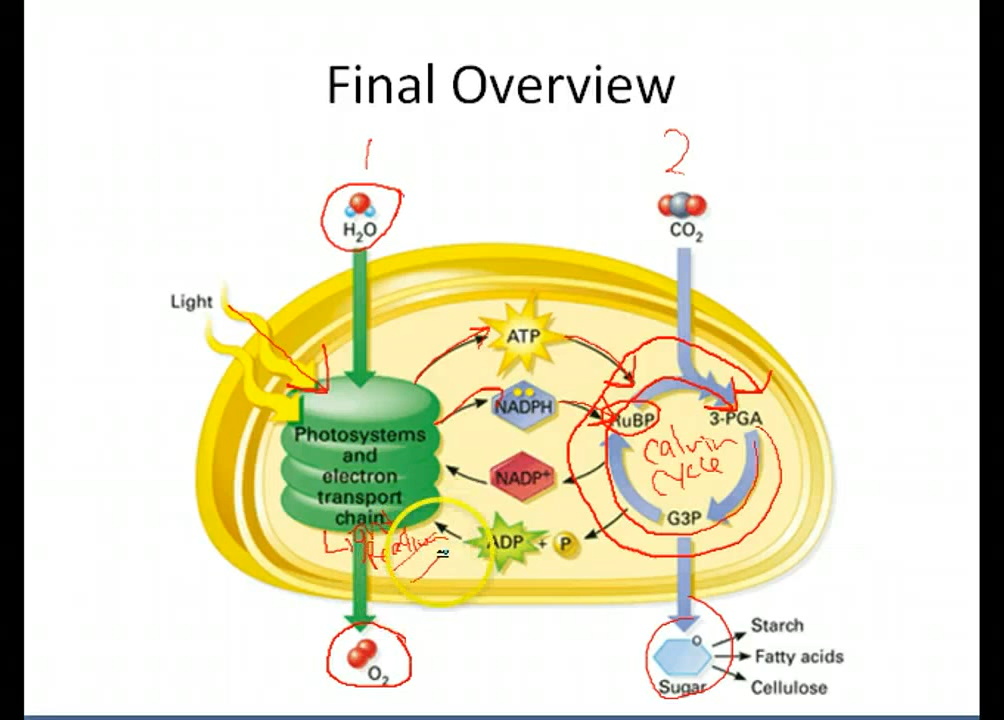 Final Overview
1
2
H2O
CO2
Light
ATP
NADPH
RuBP
3-PGA
Calvin
cycle
Photosystems
and
electron
transport
chain
NADP+
G3P
Light
Reaction
ADP + P
O2
Sugar
Starch
Fatty acids
Cellulose